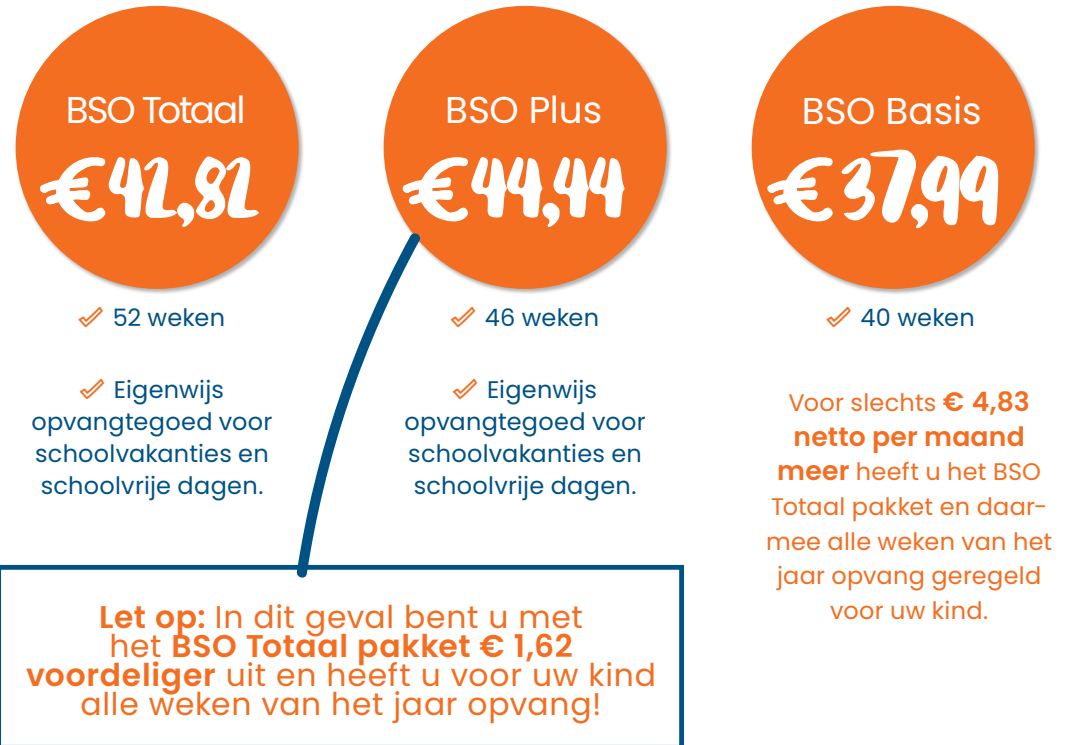 BSO Totaal
€42,82
52 weken
Eigenwijs
opvangtegoed voor
schoolvakanties en
schoolvrije dagen.
BSO Plus
€44,44
46 weken
Eigenwijs
opvangtegoed voor
schoolvakanties en
schoolvrije dagen.
BSO Basis
€37,99
40 weken
Voor slechts € 4,83
netto per maand
meer heeft u het BSO
Totaal pakket en daar-
mee alle weken van het
jaar opvang geregeld
voor uw kind.
Let op: In dit geval bent u met
het BSO Totaal pakket € 1,62
voordeliger uit en heeft u voor uw kind
alle weken van het jaar opvang!